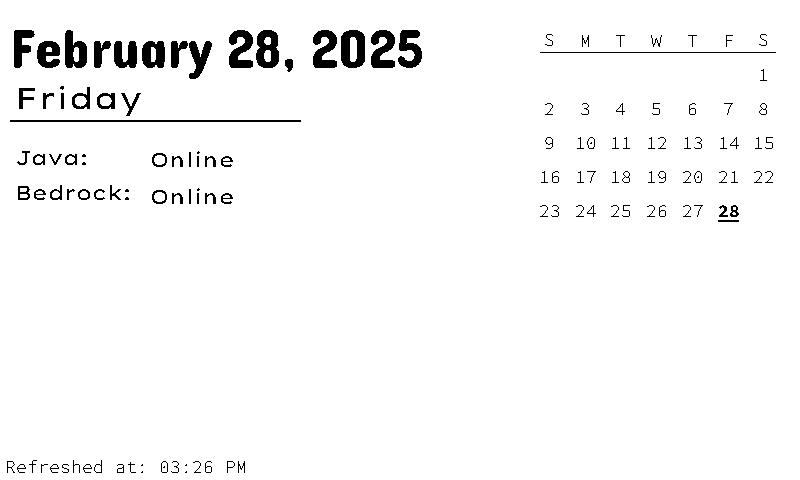 February 28, 2025
Friday
Java: Online
Bedrock: Online
S M T W T F S
1
2 3 4 5 6 7 8
9 10 11 12 13 14 15
16 17 18 19 20 21 22
23 24 25 26 27 28
Refreshed at: 03:26 PM